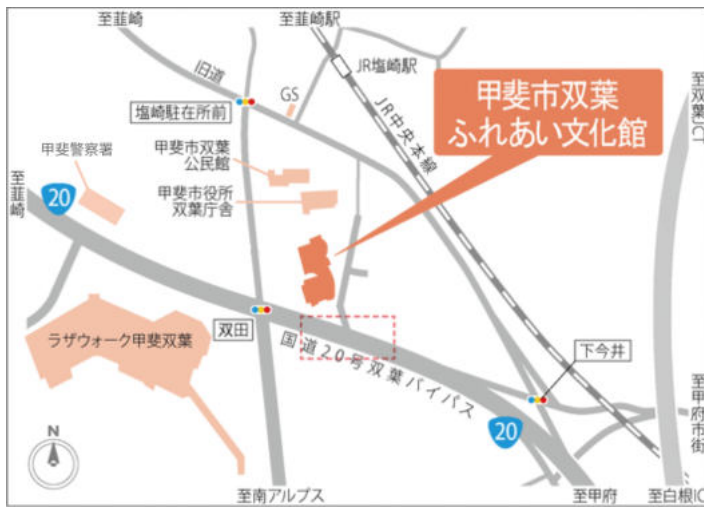 至韮崎
至韮崎駅
旧道
JR塩崎駅
GS
塩崎駐在所前
甲斐市双葉
ふれあい文化館
至双葉JCT
JR中央本線
甲斐市双葉
公民館
甲斐警察署
甲斐市役所
双葉庁舎
至韮崎
20
双田
ラザウォーク甲斐双葉
国道20号双葉バイパス
下今井
20
至甲府市街
N
至南アルプス
至甲府
至白根IC